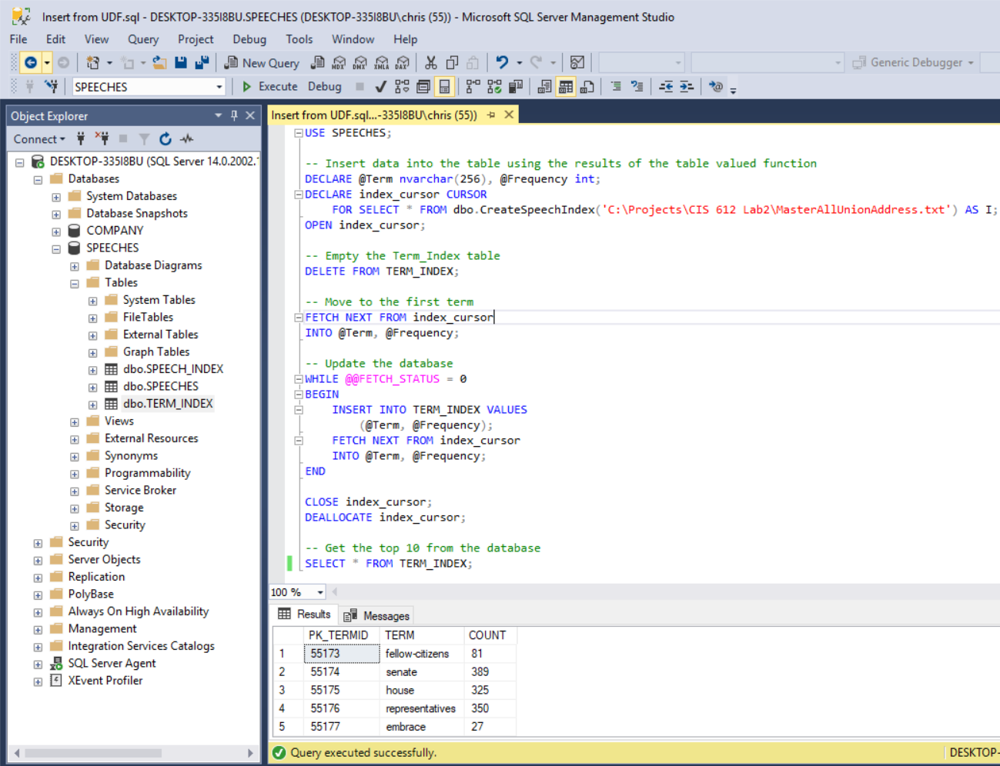 Insert from UDF.sql - DESKTOP-335I8BU.SPEECHES (DESKTOP-335I8BU\chris (55)) - Microsoft SQL Server Management Studio
File Edit View Query Project Debug Tools Window Help
New Query MDX DMX XMLA DAX Generic Debugger
SPEECHES Execute Debug
Object Explorer
Connect
DESKTOP-335I8BU (SQL Server 14.0.2002.1
Databases
System Databases
Database Snapshots
COMPANY
SPEECHES
Database Diagrams
Tables
System Tables
FileTables
External Tables
Graph Tables
dbo.SPEECH_INDEX
dbo.SPEECHES
dbo.TERM_INDEX
Views
External Resources
Synonyms
Programmability
Service Broker
Storage
Security
Security
Server Objects
Replication
PolyBase
Always On High Availability
Management
Integration Services Catalogs
SQL Server Agent
XEvent Profiler
Insert from UDF.sql...-335I8BU\chris (55))
USE SPEECHES;
-- Insert data into the table using the results of the table valued function
DECLARE @Term nvarchar(256), @Frequency int;
DECLARE index_cursor CURSOR
FOR SELECT * FROM dbo.CreateSpeechIndex('C:\Projects\CIS 612 Lab2\MasterAllUnionAddress.txt') AS I;
OPEN index_cursor;
-- Empty the Term_Index table
DELETE FROM TERM_INDEX;
-- Move to the first term
FETCH NEXT FROM index_cursor
INTO @Term, @Frequency;
-- Update the database
WHILE @@FETCH_STATUS = 0
BEGIN
INSERT INTO TERM_INDEX VALUES
(@Term, @Frequency);
FETCH NEXT FROM index_cursor
INTO @Term, @Frequency;
END
CLOSE index_cursor;
DEALLOCATE index_cursor;
-- Get the top 10 from the database
SELECT * FROM TERM_INDEX;
100 %
Results Messages
PK_TERMID TERM COUNT
1 55173 fellow-citizens 81
2 55174 senate 389
3 55175 house 325
4 55176 representatives 350
5 55177 embrace 27
Query executed successfully. DESKTOP-